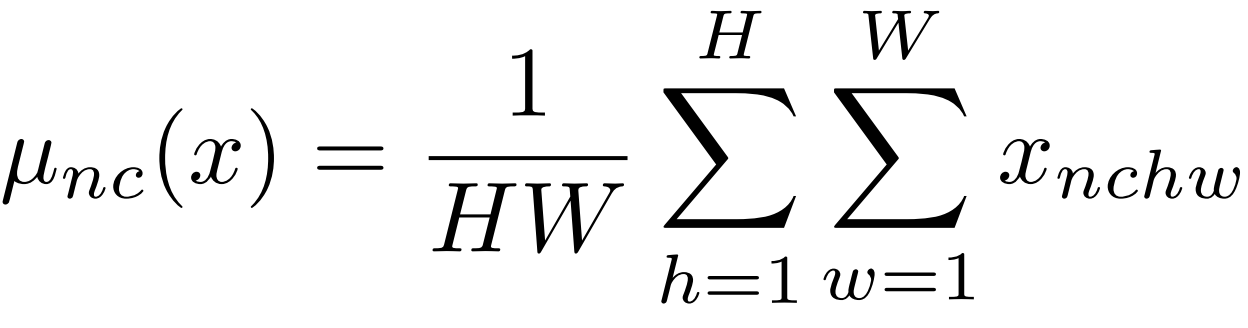 μ_{nc}(x) = \frac{1}{HW} \sum_{h=1}^{H} \sum_{w=1}^{W} x_{nchw}